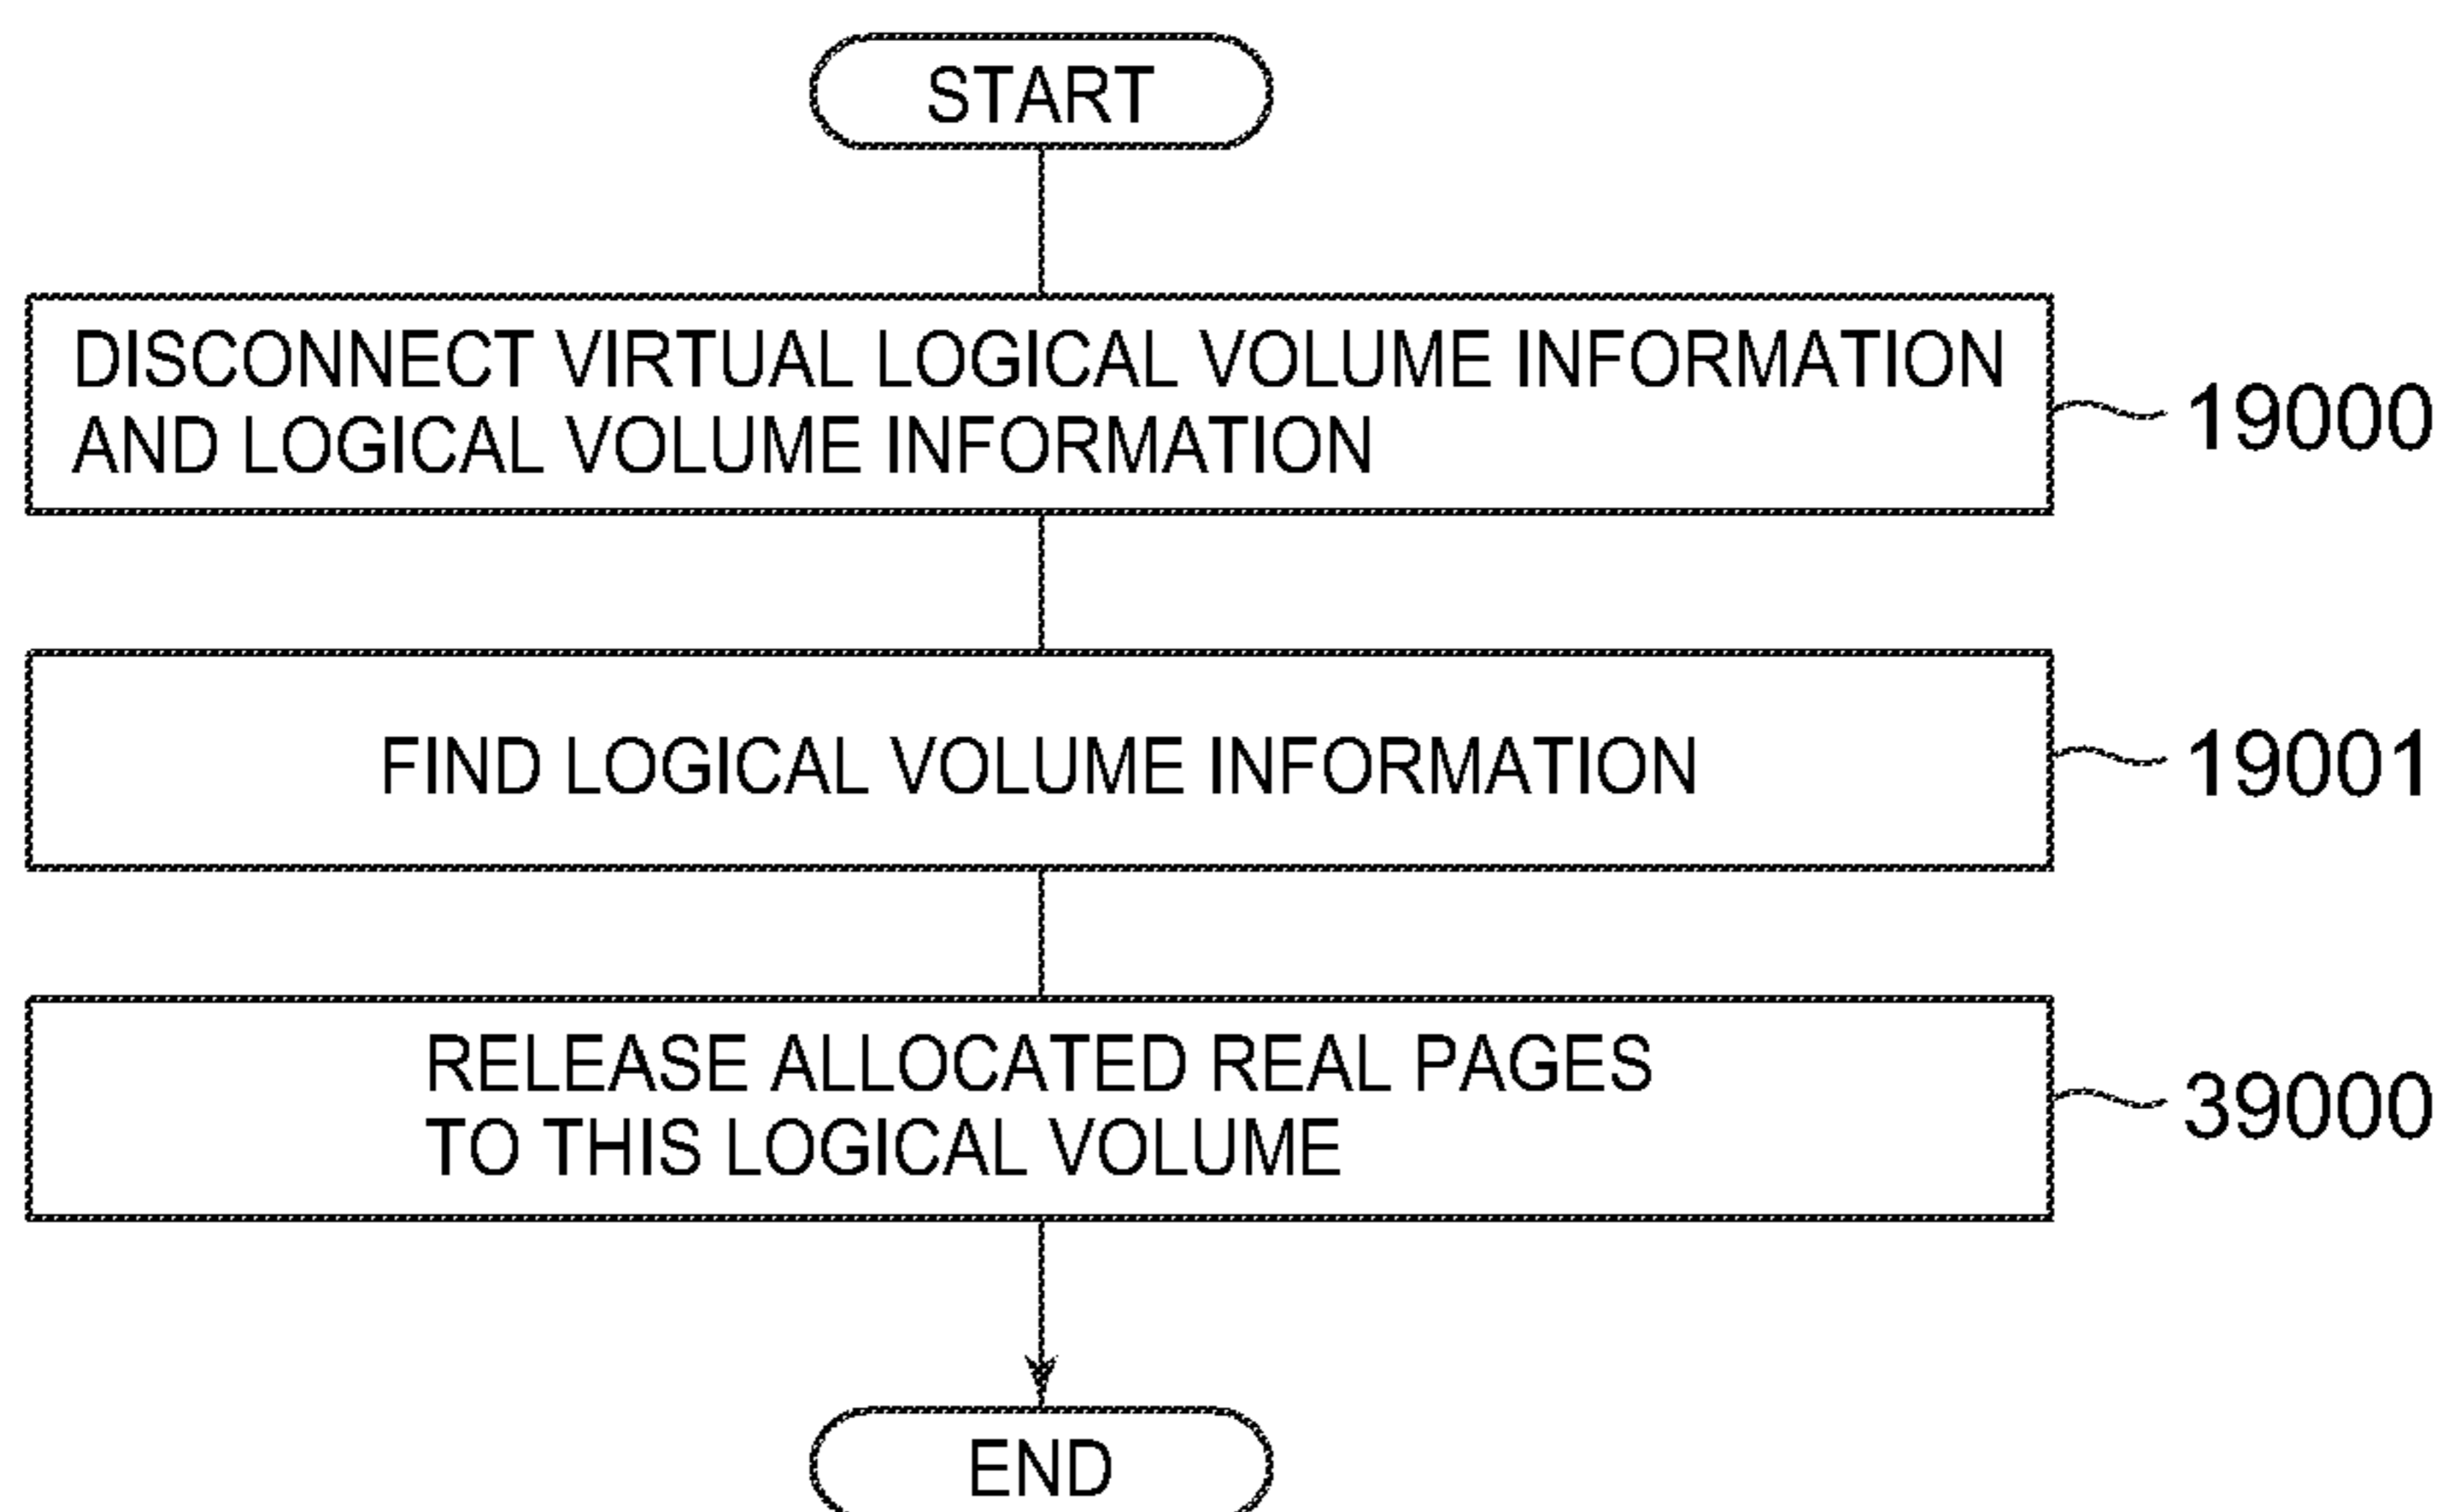 START
DISCONNECT VIRTUAL LOGICAL VOLUME INFORMATION
AND LOGICAL VOLUME INFORMATION
19000
FIND LOGICAL VOLUME INFORMATION
19001
RELEASE ALLOCATED REAL PAGES
TO THIS LOGICAL VOLUME
39000
END